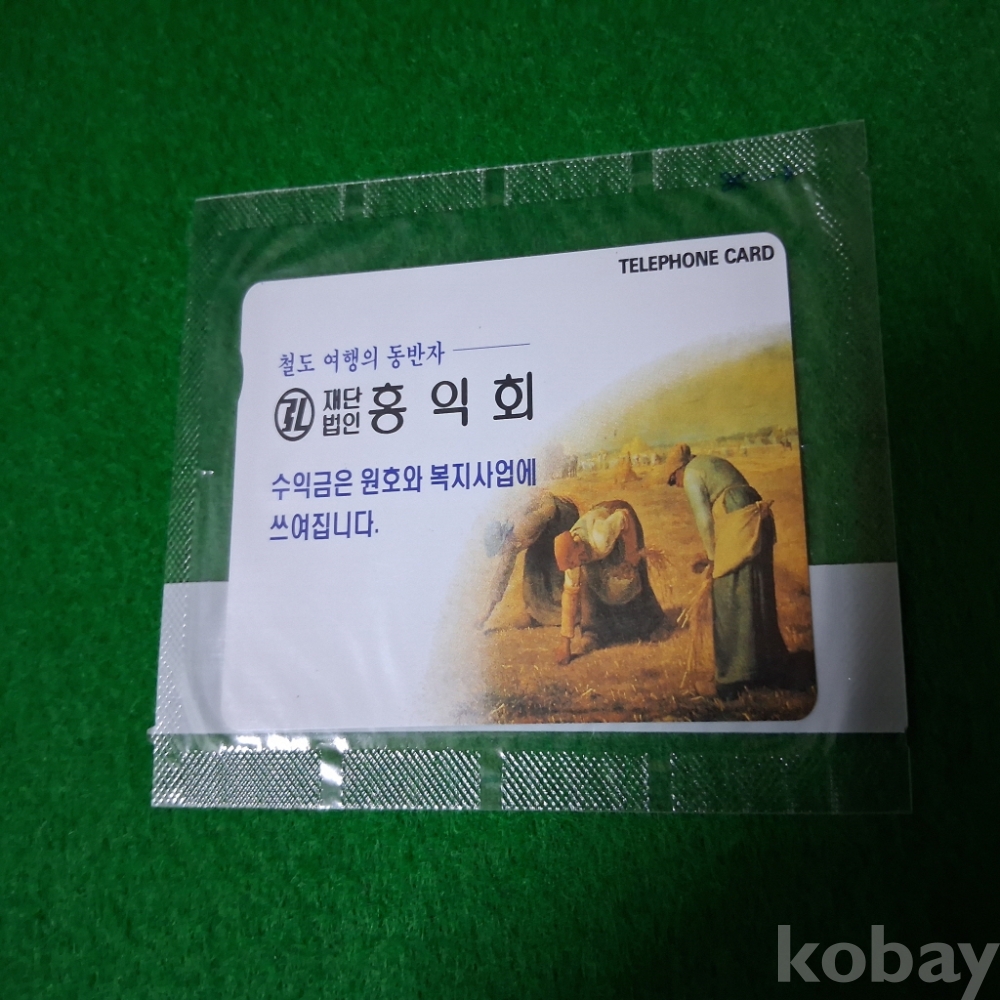 TELEPHONE CARD
철도 여행의 동반자
재단
법인
홍익회
수익금은 원호와 복지사업에
쓰여집니다.
kobay